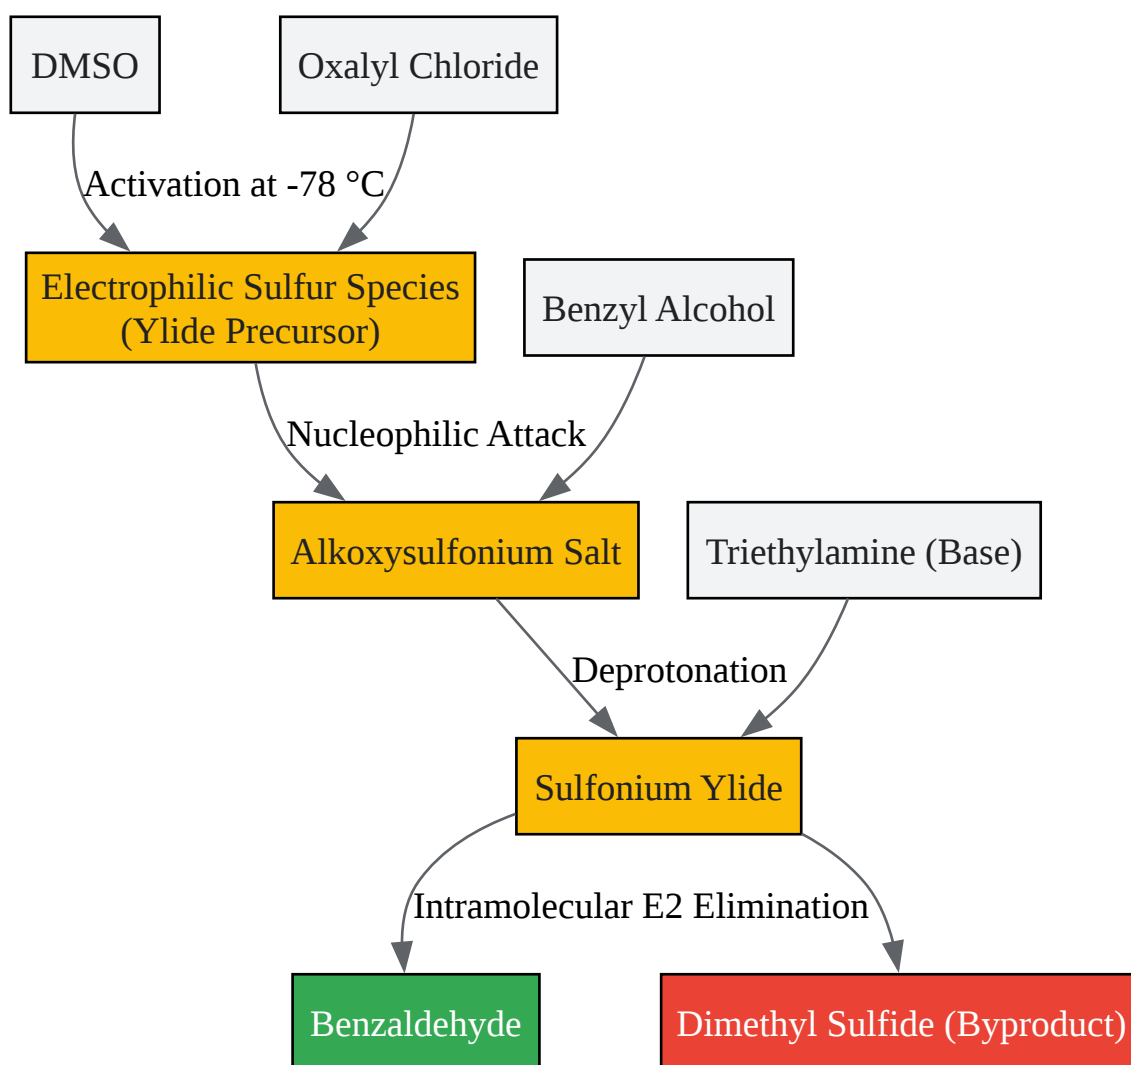 DMSO
Oxalyl Chloride
Activation at -78 °C
Electrophilic Sulfur Species
(Ylide Precursor)
Benzyl Alcohol
Nucleophilic Attack
Alkoxysulfonium Salt
Triethylamine (Base)
Deprotonation
Sulfonium Ylide
Intramolecular E2 Elimination
Benzaldehyde
Dimethyl Sulfide (Byproduct)